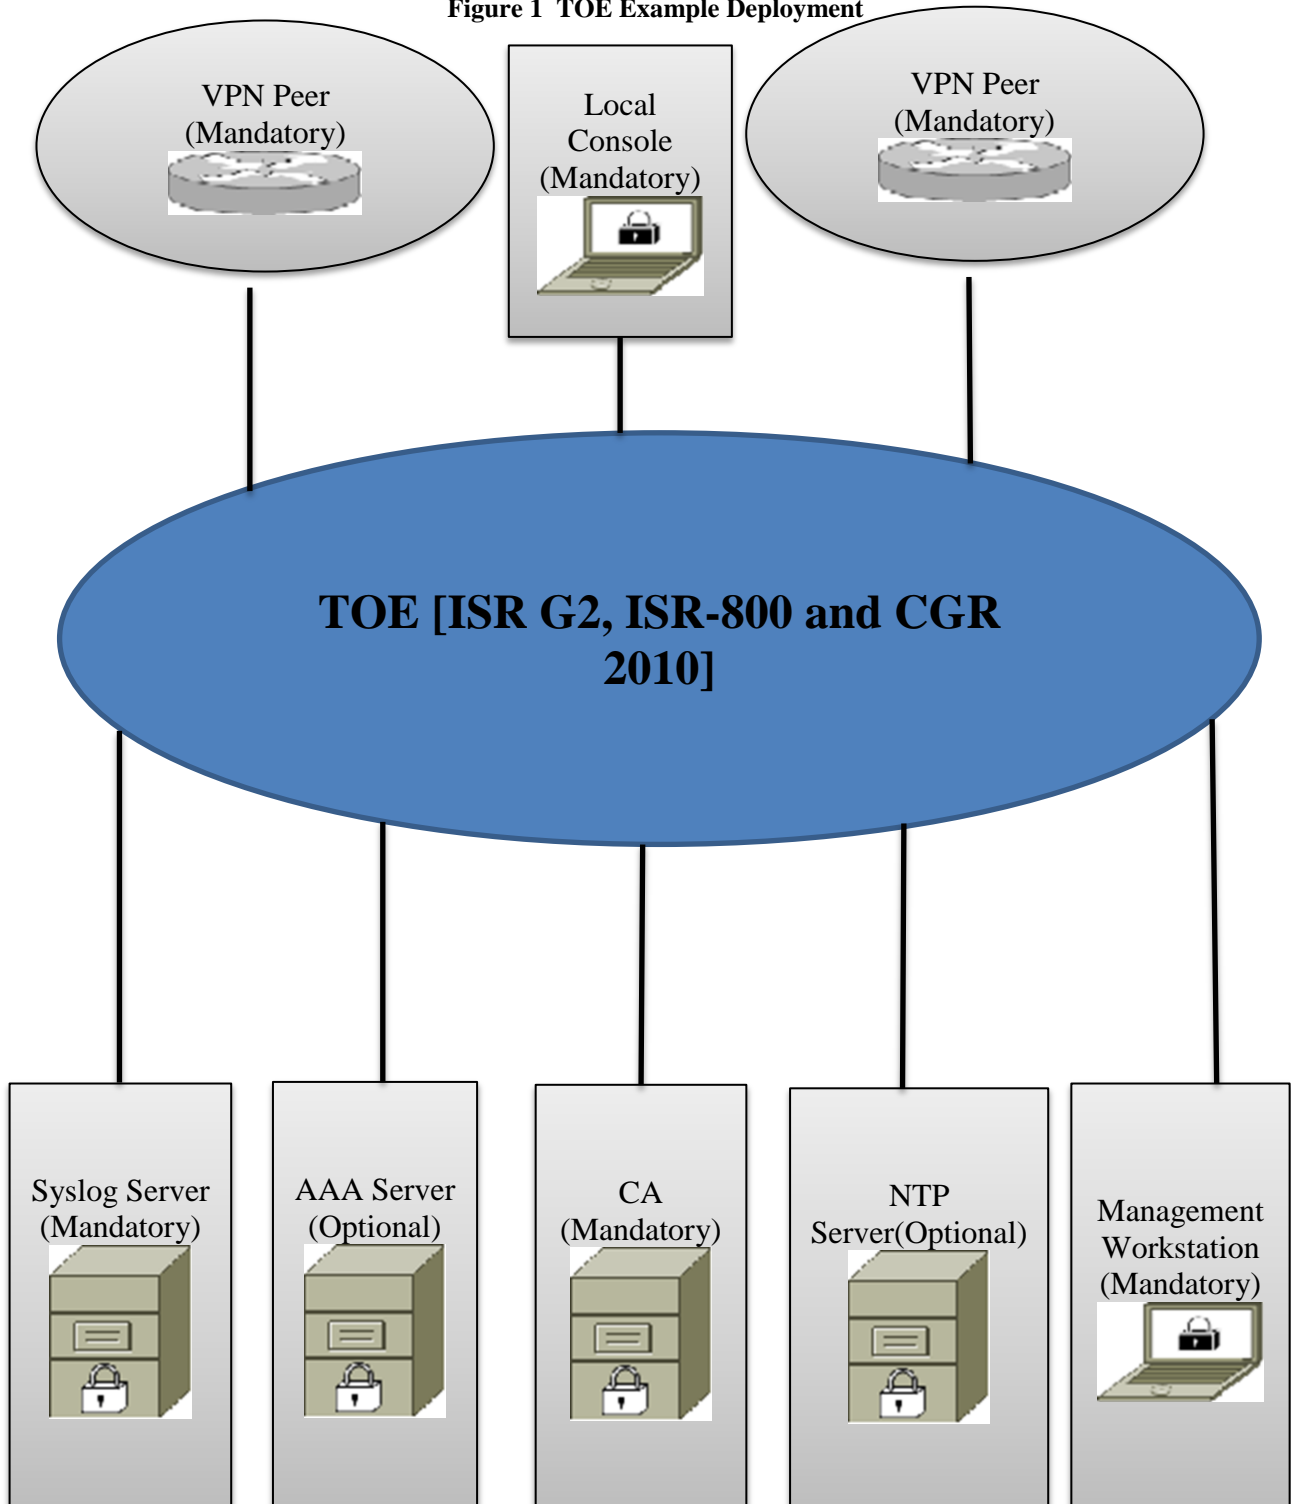 Figure 1 TOE Example Deployment
VPN Peer
(Mandatory)
Local
Console
(Mandatory)
VPN Peer
(Mandatory)
TOE [ISR G2, ISR-800 and CGR
2010]
Syslog Server
(Mandatory)
AAA Server
(Optional)
CA
(Mandatory)
NTP
Server(Optional)
Management
Workstation
(Mandatory)